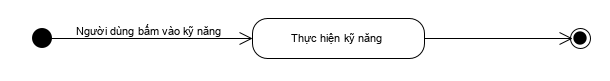 Người dùng bấm vào kỹ năng
Thực hiện kỹ năng